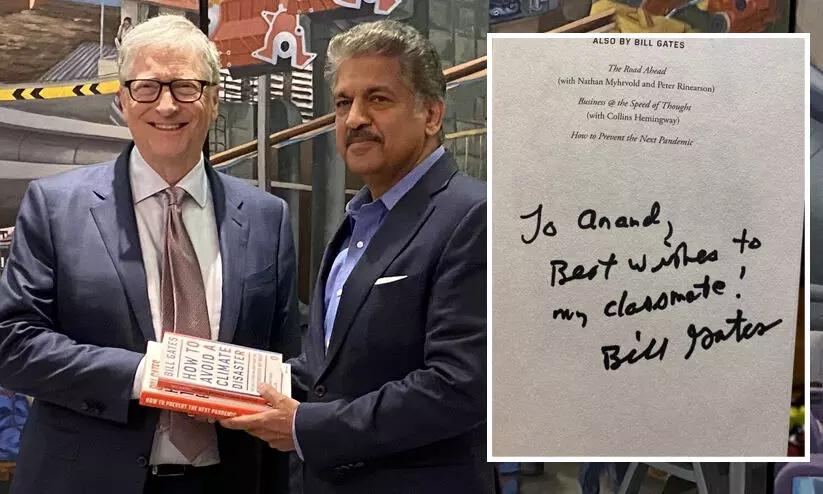 BILL GATES
HOW TO
AVOID A
CLIMATE
DISASTER
BILL GATES
HOW TO PREVENT THE NEXT PANDEMIC
ALSO BY BILL GATES
The Road Ahead
(with Nathan Myhrvold and Peter Rinearson)
Business @ the Speed of Thought
(with Collins Hemingway)
How to Prevent the Next Pandemic
To Anand,
Best wishes to
my classmate!
Bill Gates